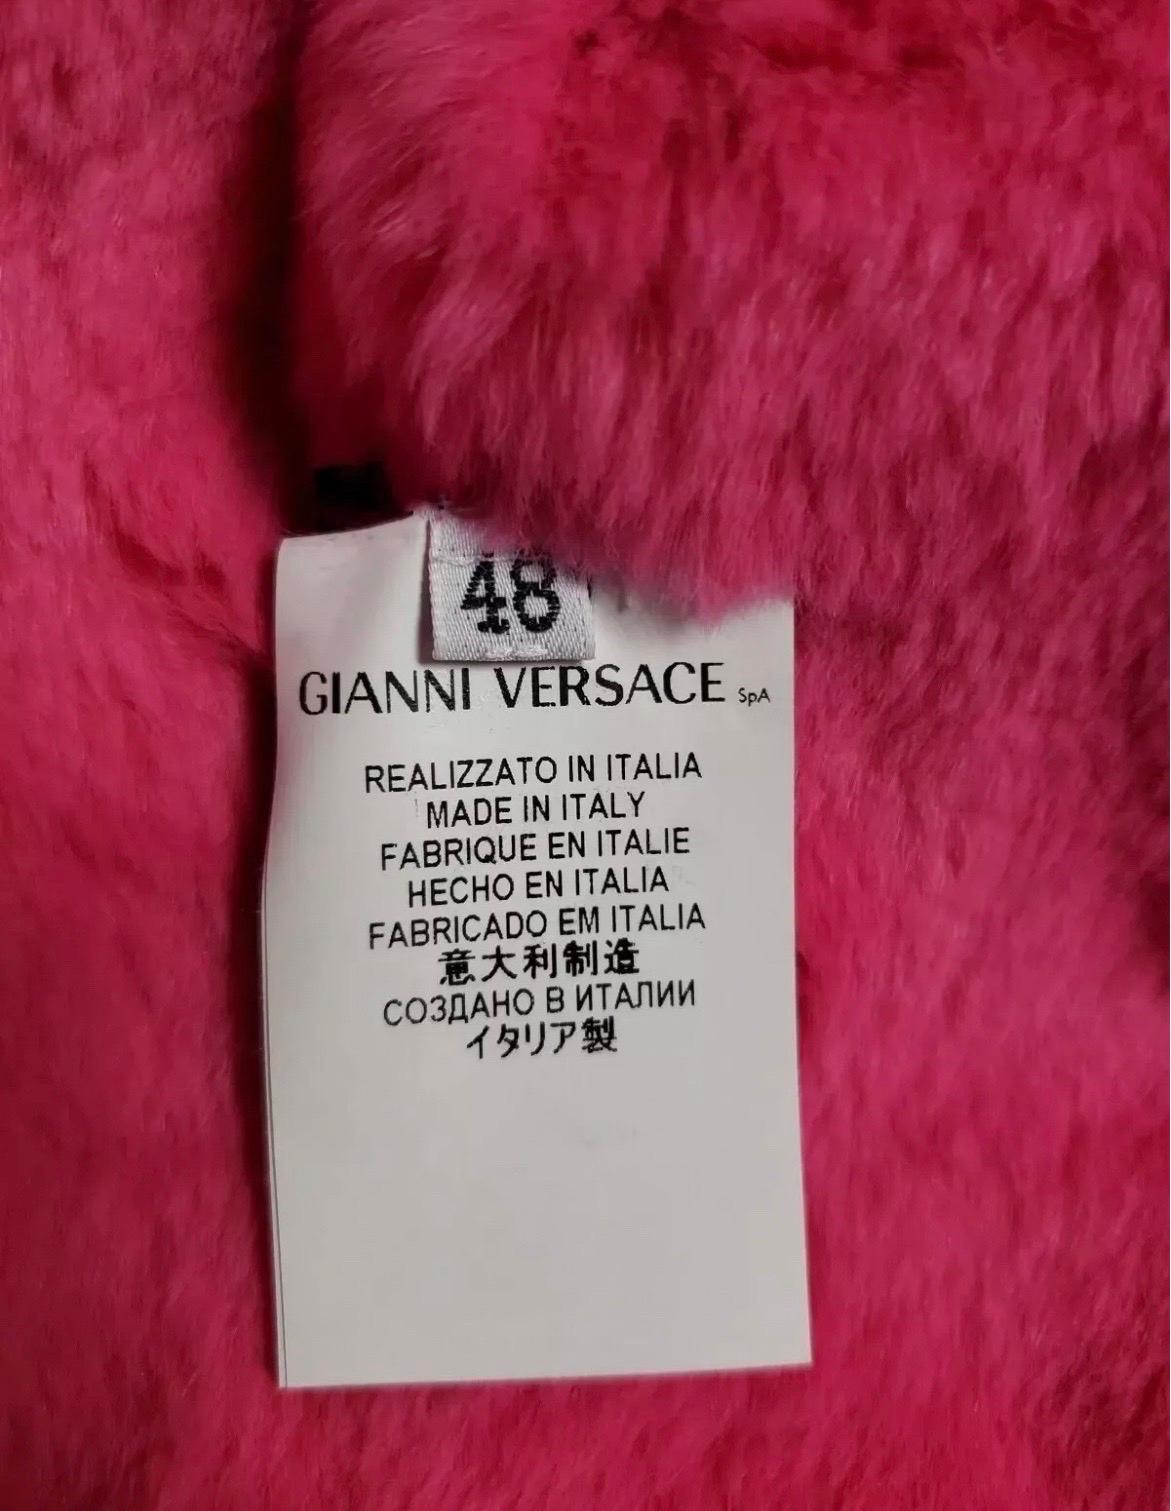 48
GIANNI VERSACE SpA
REALIZZATO IN ITALIA
MADE IN ITALY
FABRIQUE EN ITALIE
HECHO EN ITALIA
FABRICADO EM ITALIA
意大利制造
СОЗДАНО В ИТАЛИИ
イタリア製